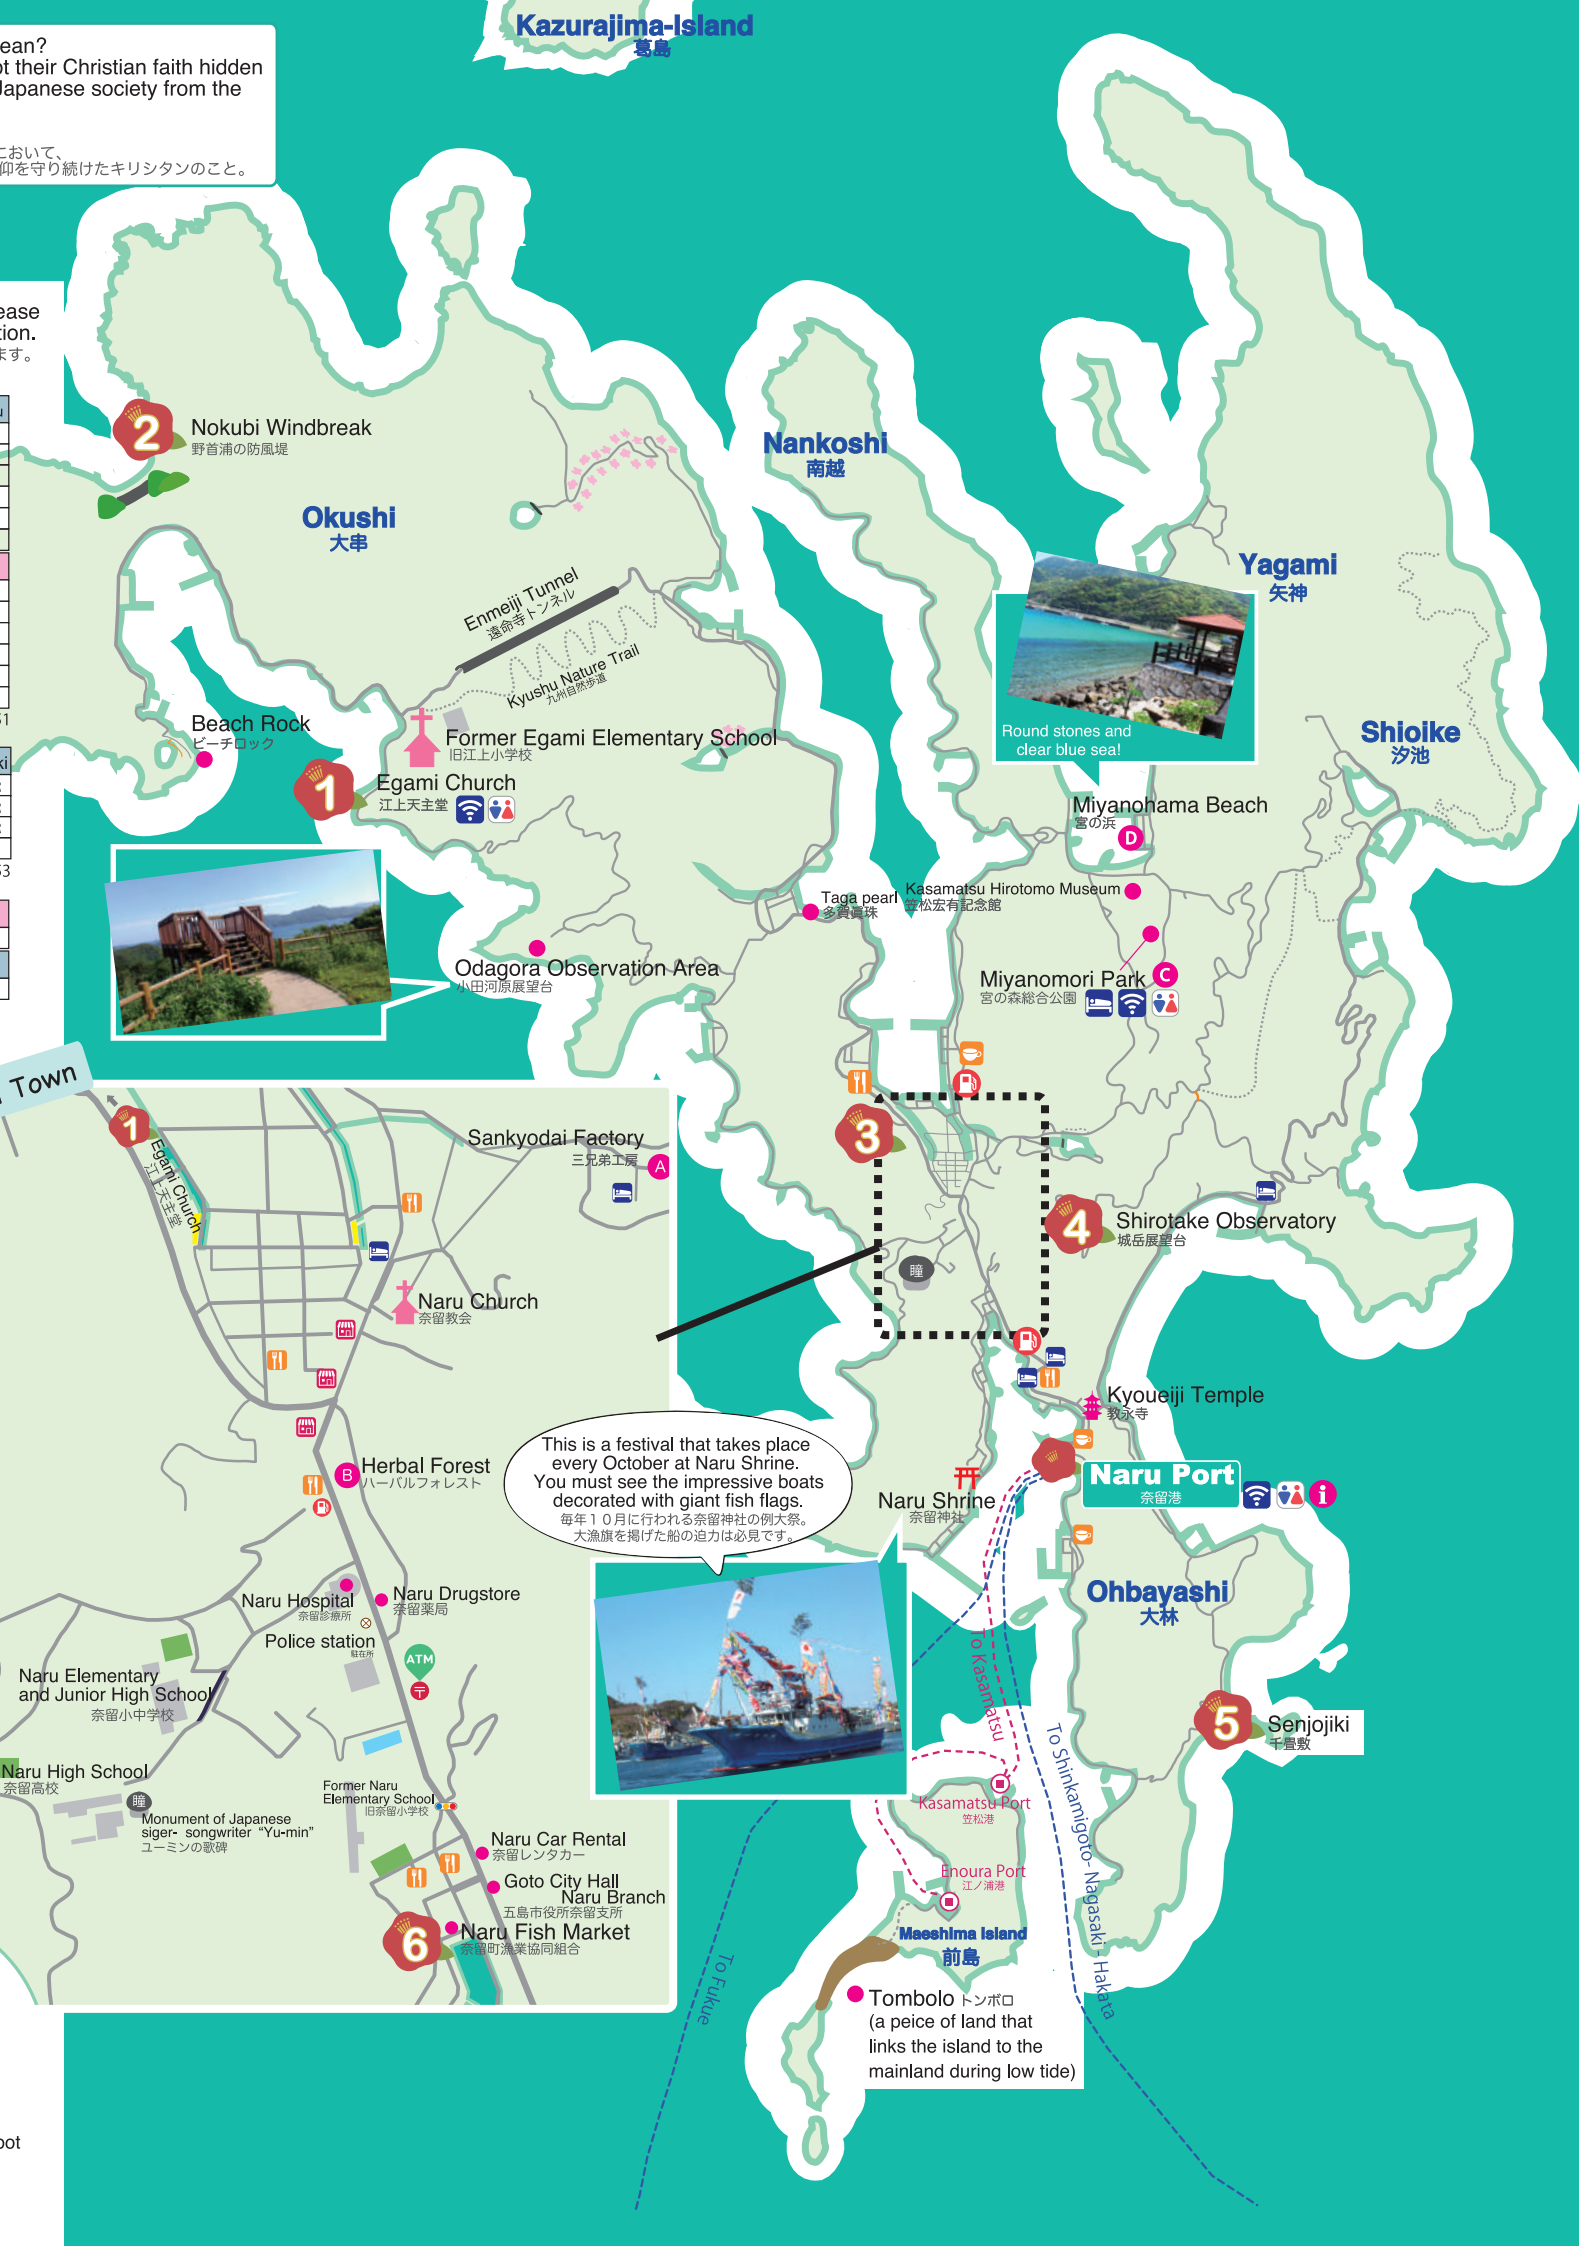 Kazurajima-Island
葛島
ean?
ot their Christian faith hidden
Japanese society from the
において、
仰を守り続けたキリシタンのこと。
ease
tion.
ます。
u
51
ki
53
2
Nokubi Windbreak
野首浦の防風堤
Okushi
大串
Nankoshi
南越
Yagami
矢神
Shioike
汐池
Enmeiji Tunnel
遠命寺トンネル
Kyushu Nature Trail
九州自然歩道
Beach Rock
ビーチロック
Former Egami Elementary School
旧江上小学校
1
Egami Church
江上天主堂
Round stones and
clear blue sea!
Miyanohama Beach
宮の浜
D
Taga pearl
多賀真珠
Kasamatsu Hirotomo Museum
笠松宏有記念館
Odagora Observation Area
小田河原展望台
Miyanomori Park
宮の森総合公園
C
3
4
Shirotake Observatory
城岳展望台
瞳
Town
1
Egami Church
江上天主堂
Sankyodai Factory
三兄弟工房
A
Naru Church
奈留教会
B
Herbal Forest
ハーバルフォレスト
Naru Hospital
奈留診療所
Naru Drugstore
奈留薬局
Police station
駐在所
ATM
〒
Naru Elementary
and Junior High School
奈留小中学校
Naru High School
奈留高校
瞳
Monument of Japanese
siger- songwriter “Yu-min”
ユーミンの歌碑
Former Naru
Elementary School
旧奈留小学校
Naru Car Rental
奈留レンタカー
Goto City Hall
Naru Branch
五島市役所奈留支所
6
Naru Fish Market
奈留町漁業協同組合
This is a festival that takes place
every October at Naru Shrine.
You must see the impressive boats
decorated with giant fish flags.
毎年１０月に行われる奈留神社の例大祭。
大漁旗を掲げた船の迫力は必見です。
Kyoueiji Temple
教永寺
Naru Port
奈留港
i
Naru Shrine
奈留神社
Ohbayashi
大林
5
Senjojiki
千畳敷
To Kasamatsu
To Shinkamigoto- Nagasaki - Hakata
To Fukue
Kasamatsu Port
笠松港
Enoura Port
江ノ浦港
Maeshima Island
前島
Tombolo トンボロ
(a peice of land that
links the island to the
mainland during low tide)
oot